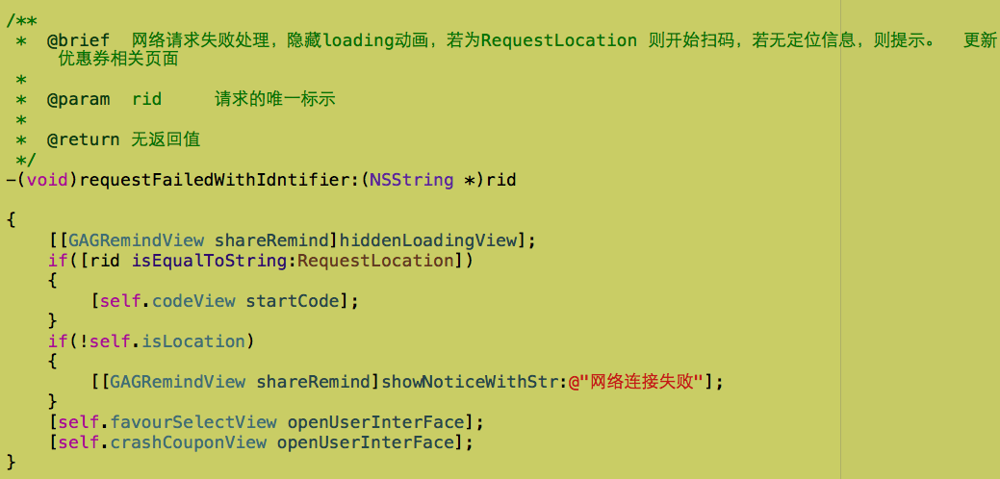 /**
 *  @brief  网络请求失败处理，隐藏loading动画，若为RequestLocation 则开始扫码，若无定位信息，则提示。  更新
     优惠券相关页面
 *
 *  @param  rid     请求的唯一标示
 *
 *  @return 无返回值
 */
-(void)requestFailedWithIdntifier:(NSString *)rid

{
    [[GAGRemindView shareRemind]hiddenLoadingView];
    if([rid isEqualToString:RequestLocation])
    {
        [self.codeView startCode];
    }
    if(!self.isLocation)
    {
        [[GAGRemindView shareRemind]showNoticeWithStr:@"网络连接失败"];
    }
    [self.favourSelectView openUserInterFace];
    [self.crashCouponView openUserInterFace];
}